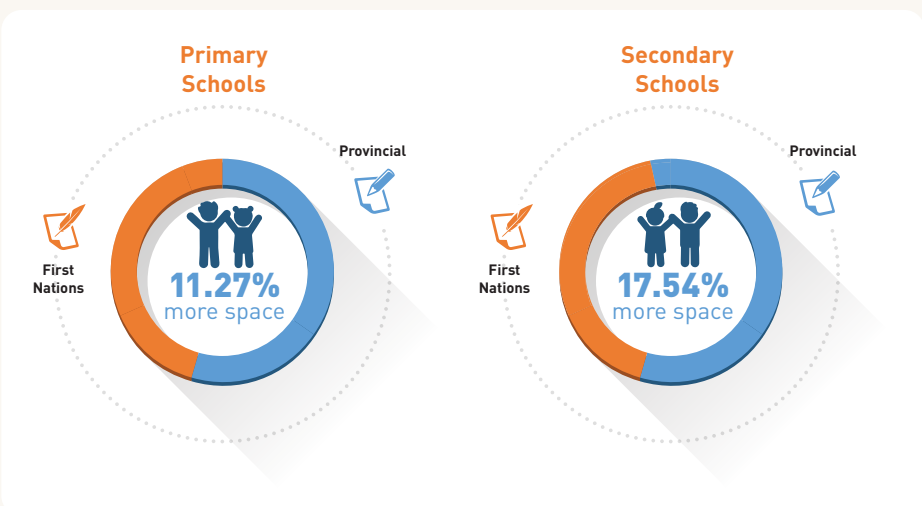 Primary
Schools
Provincial
First
Nations
11.27%
more space
Secondary
Schools
Provincial
First
Nations
17.54%
more space